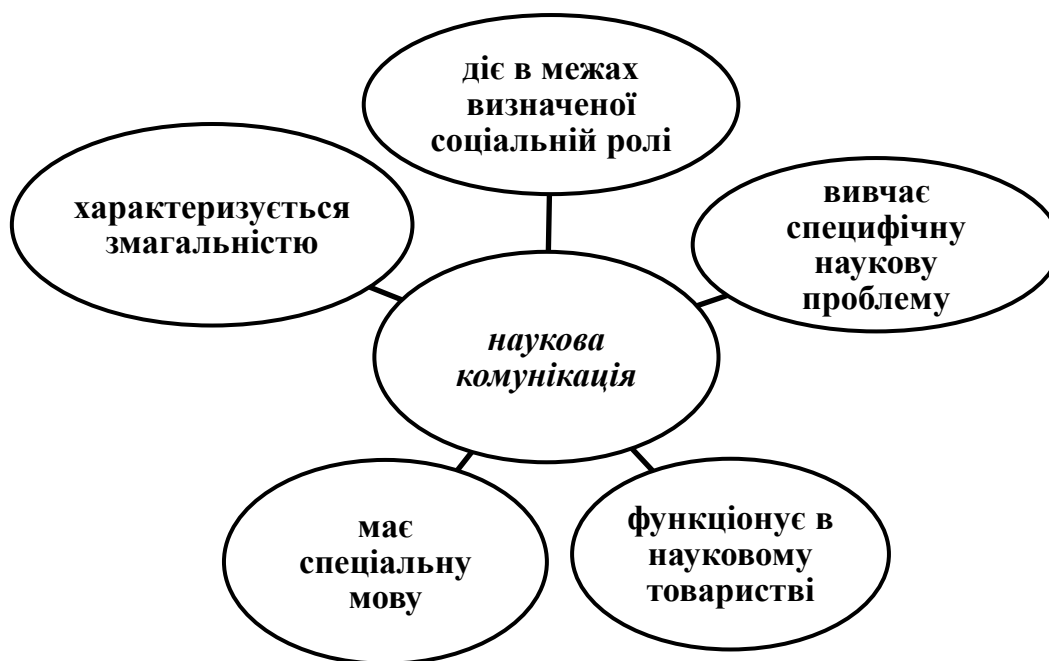 діє в межах
визначеної
соціальній ролі
характеризується
змагальністю
вивчає
специфічну
наукову
проблему
наукова
комунікація
має
спеціальну
мову
функціонує в
науковому
товаристві